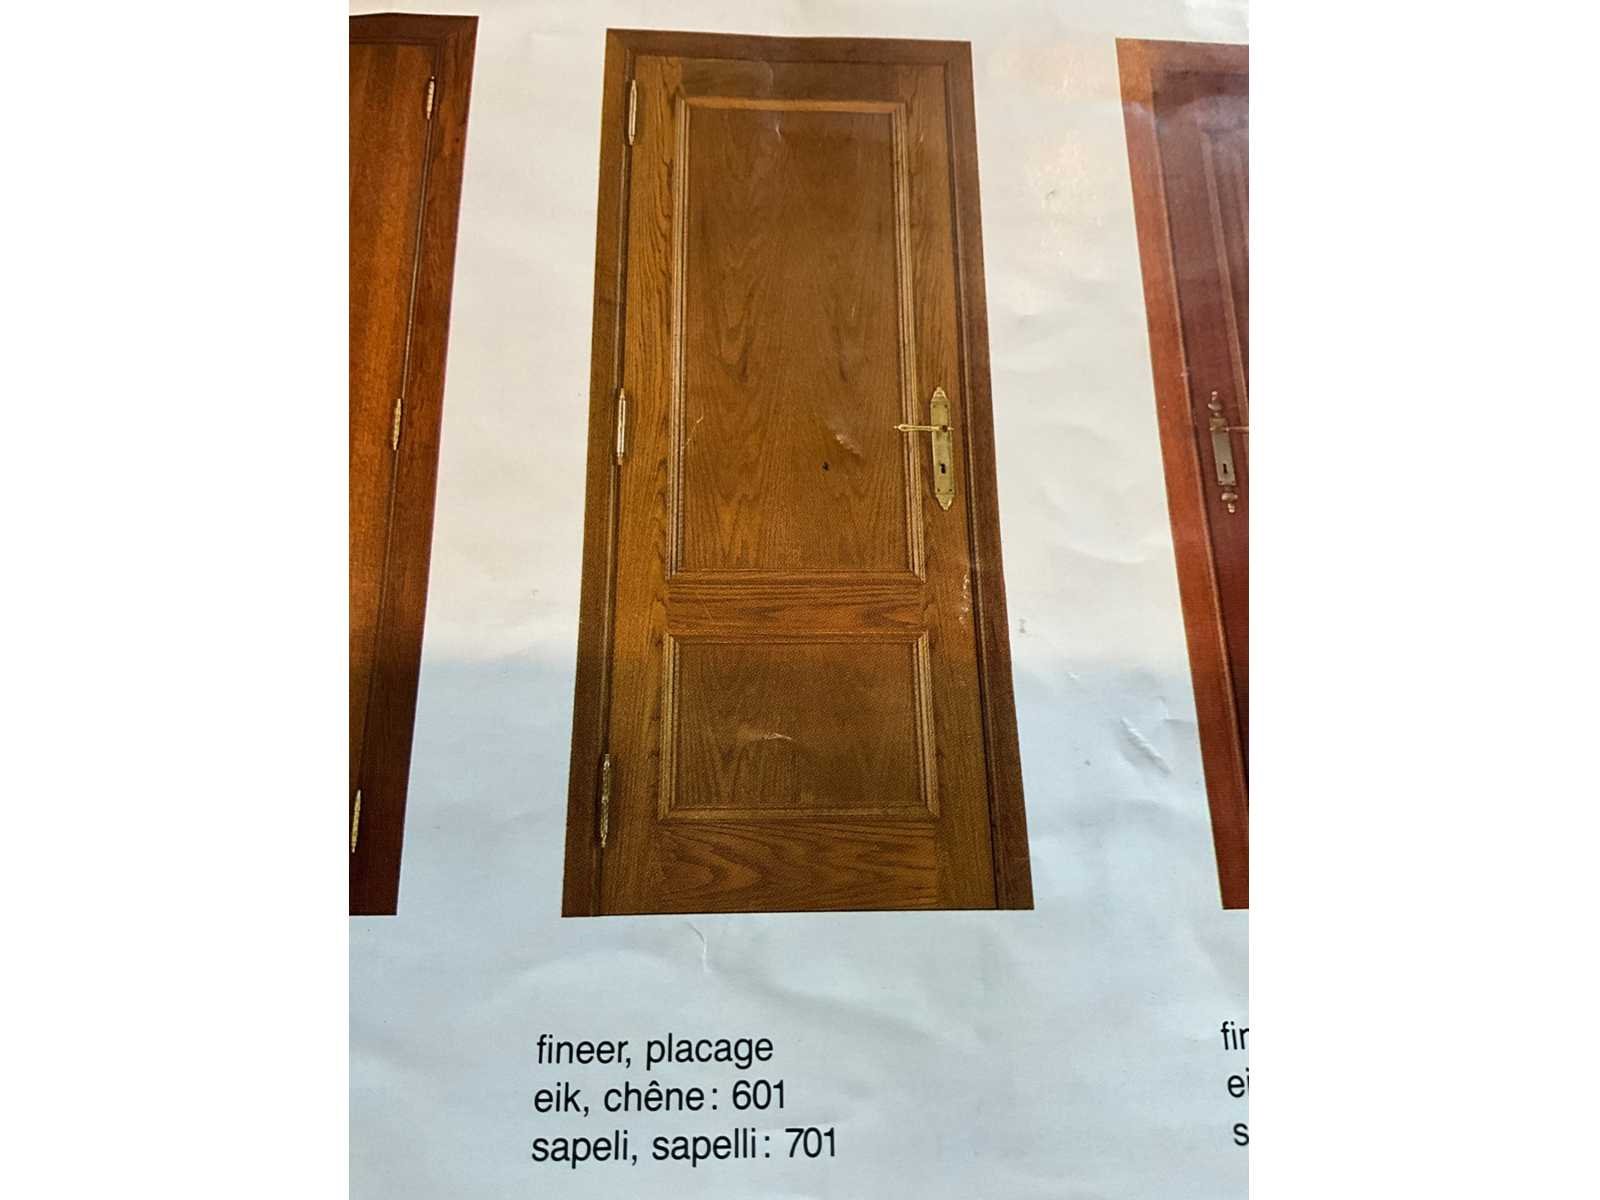 fineer, placage
eik, chêne: 601
sapeli, sapelli: 701